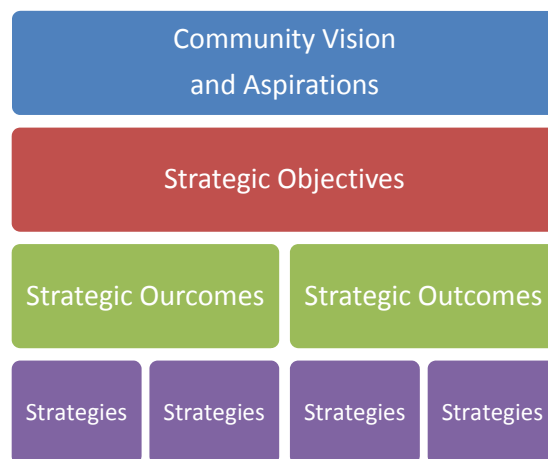 Community Vision
and Aspirations
Strategic Objectives
Strategic Ourcomes
Strategic Outcomes
Strategies
Strategies
Strategies
Strategies